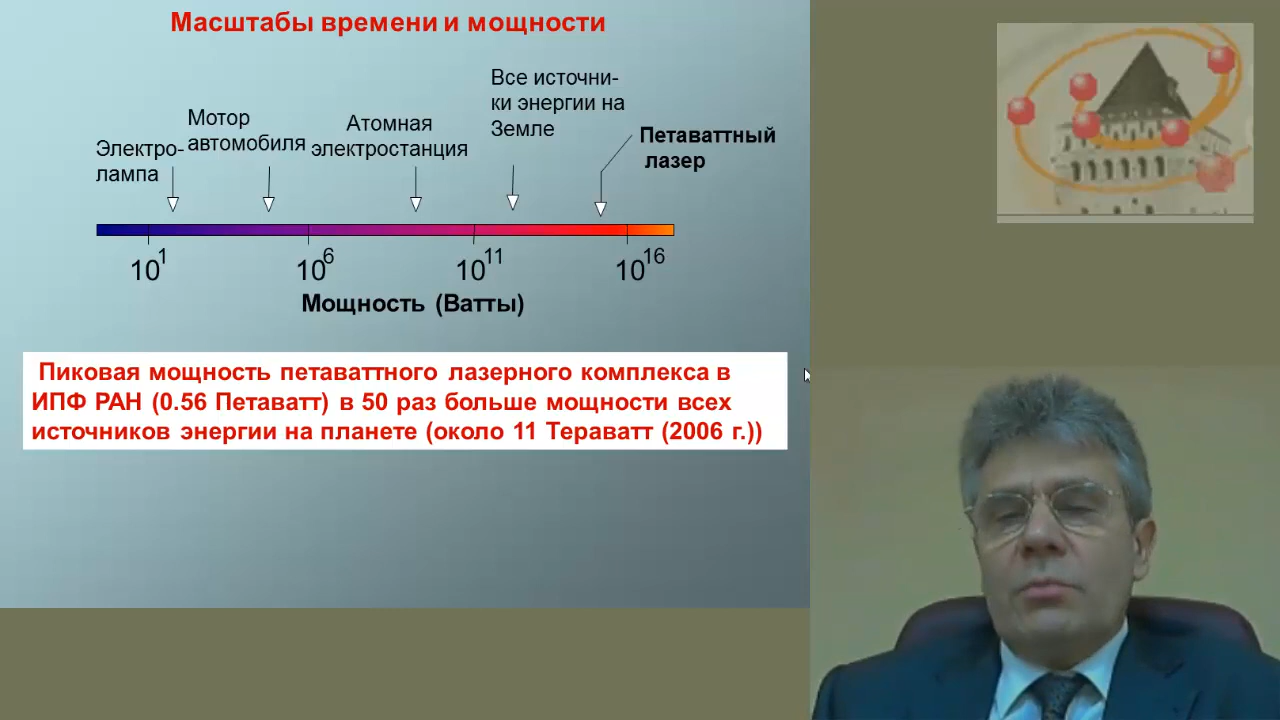 Масштабы времени и мощности
Электро-
лампа
Мотор
автомобиля
Атомная
электростанция
Все источни-
ки энергии на
Земле
Петаваттный
лазер
10^1 10^6 10^11 10^16
Мощность (Ватты)
Пиковая мощность петаваттного лазерного комплекса в
ИПФ РАН (0.56 Петаватт) в 50 раз больше мощности всех
источников энергии на планете (около 11 Тераватт (2006 г.))